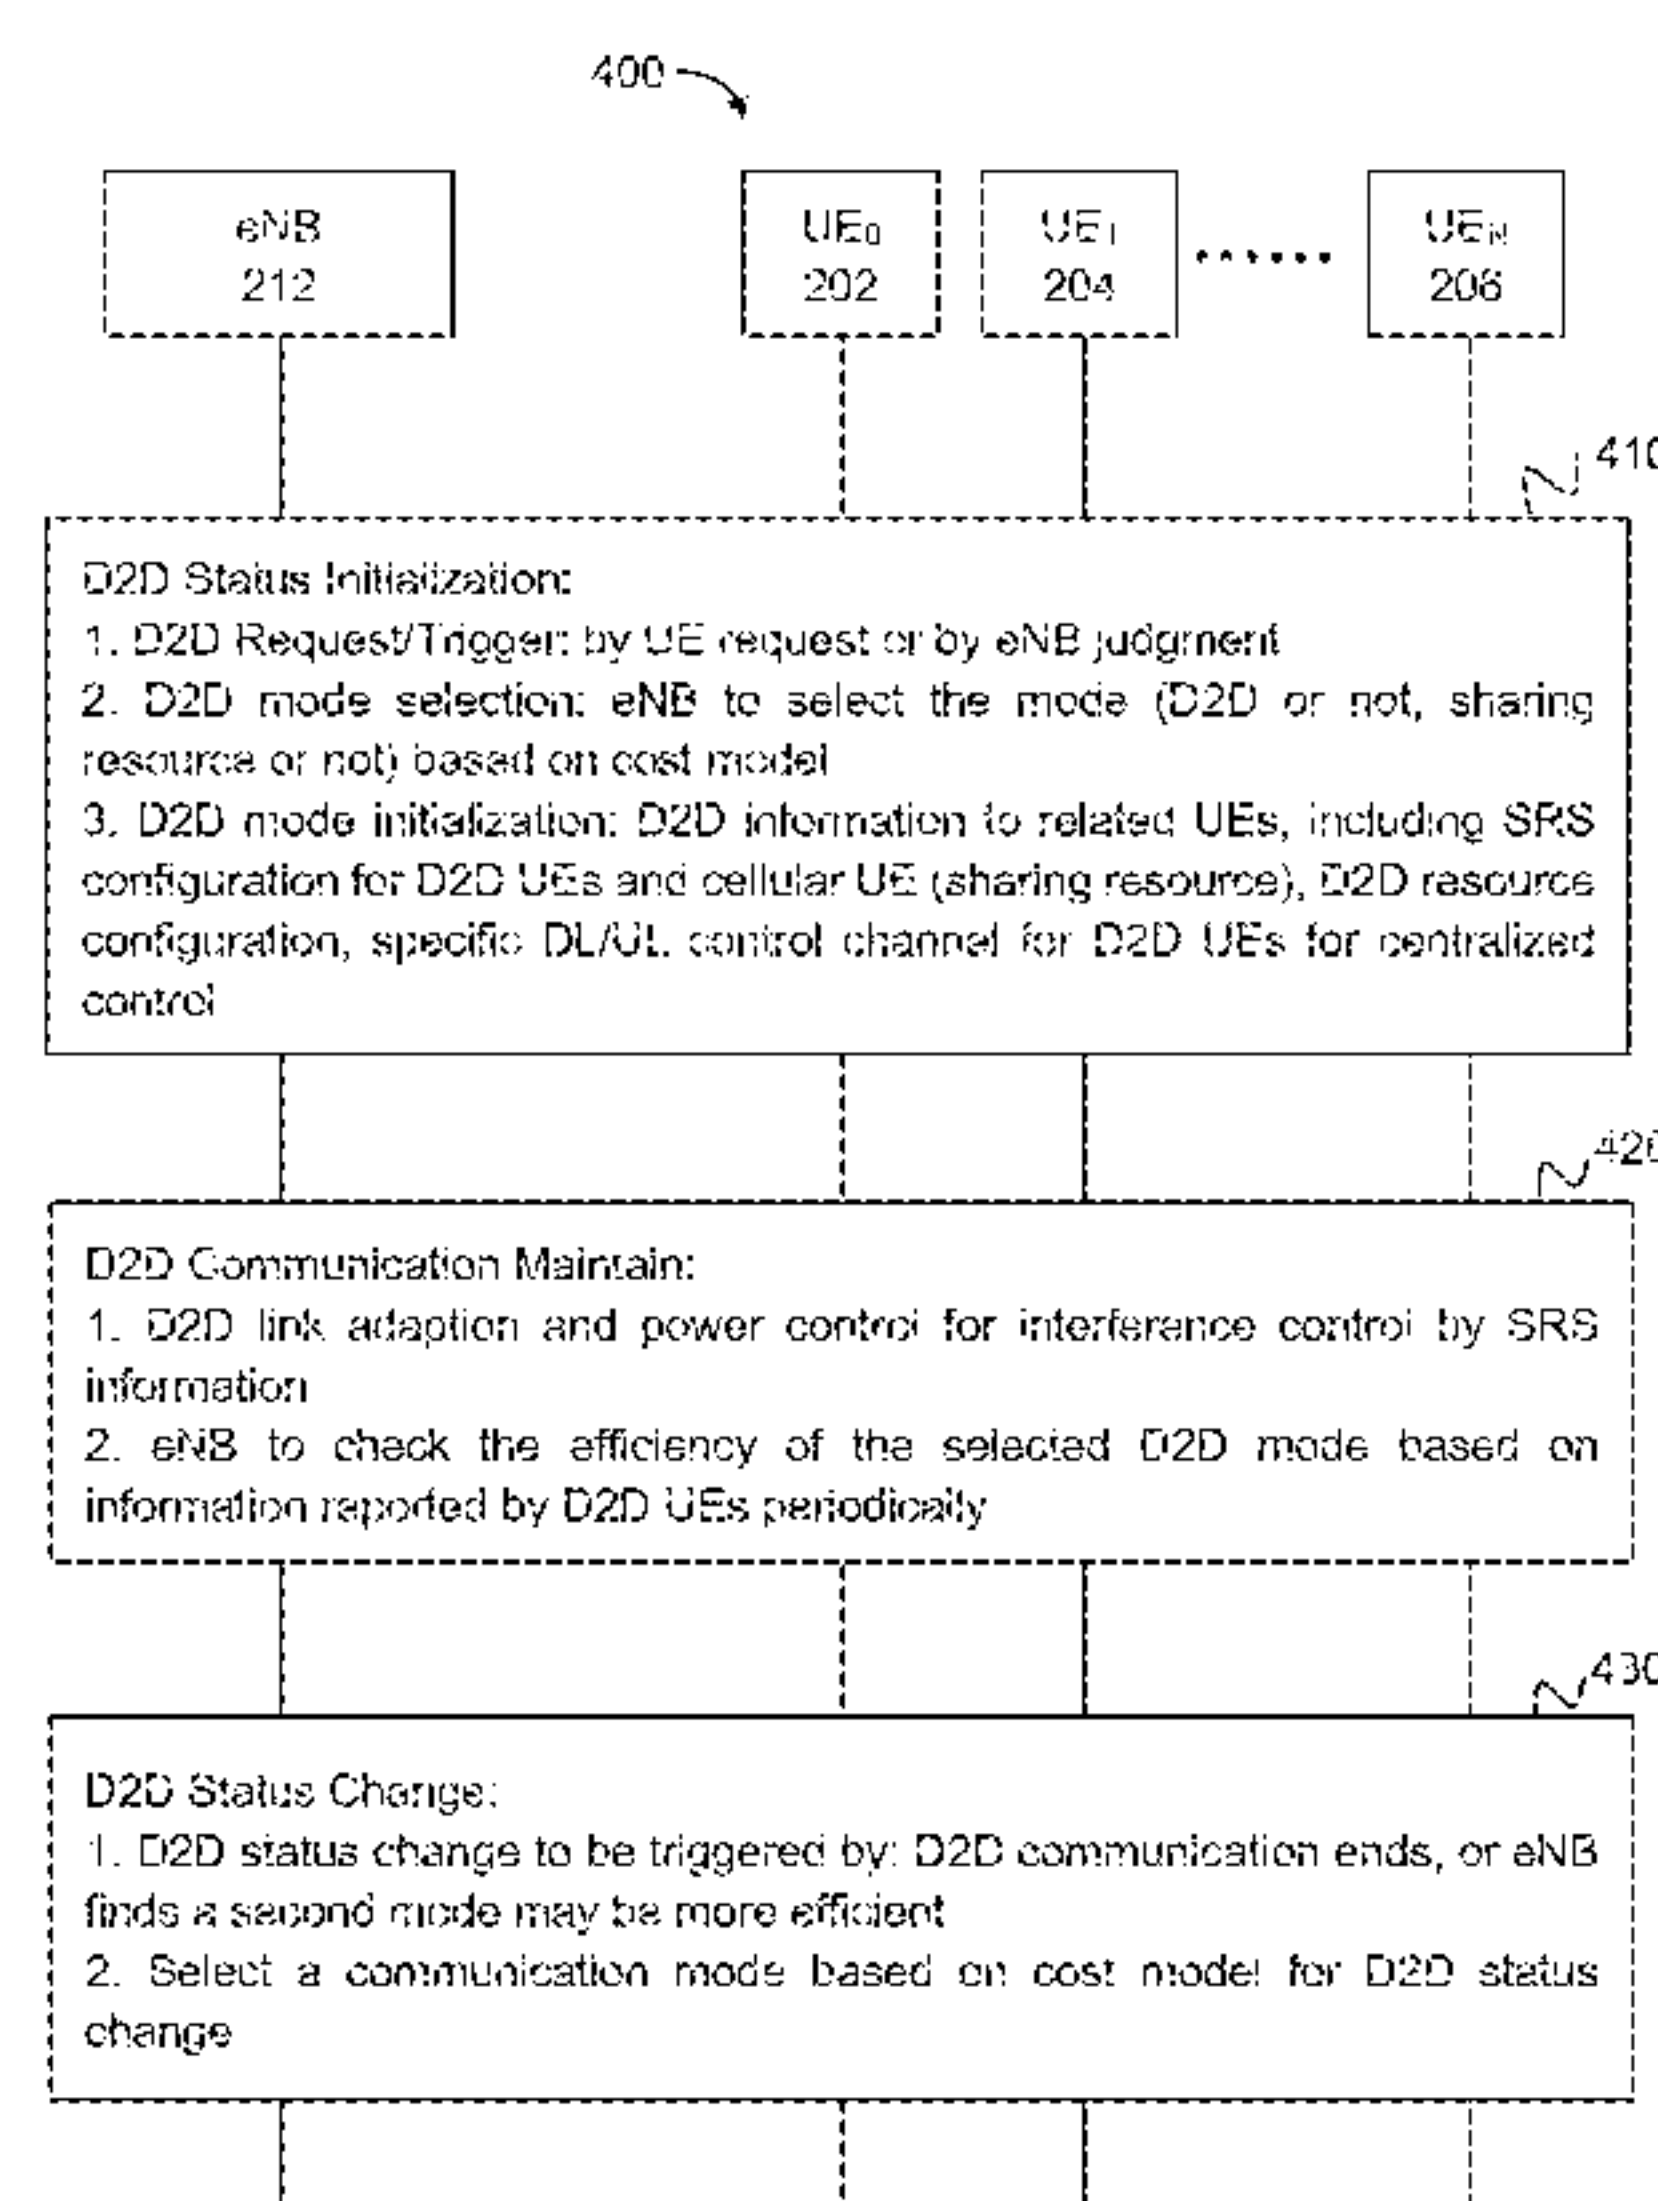 400
eNB
212
UE0
202
UE1
204
UEN
206
410
D2D Status Initialization:
1. D2D Request/Trigger: by UE request or by eNB judgment
2. D2D mode selection: eNB to select the mode (D2D or not, sharing
resource or not) based on cost model
3. D2D mode initialization: D2D information to related UEs, including SRS
configuration for D2D UEs and cellular UE (sharing resource), D2D resource
configuration, specific DL/UL control channel for D2D UEs for centralized
control
420
D2D Communication Maintain:
1. D2D link adaption and power control for interference control by SRS
information
2. eNB to check the efficiency of the selected D2D mode based on
information reported by D2D UEs periodically
430
D2D Status Change:
1. D2D status change to be triggered by: D2D communication ends, or eNB
finds a second mode may be more efficient
2. Select a communication mode based on cost model for D2D status
change